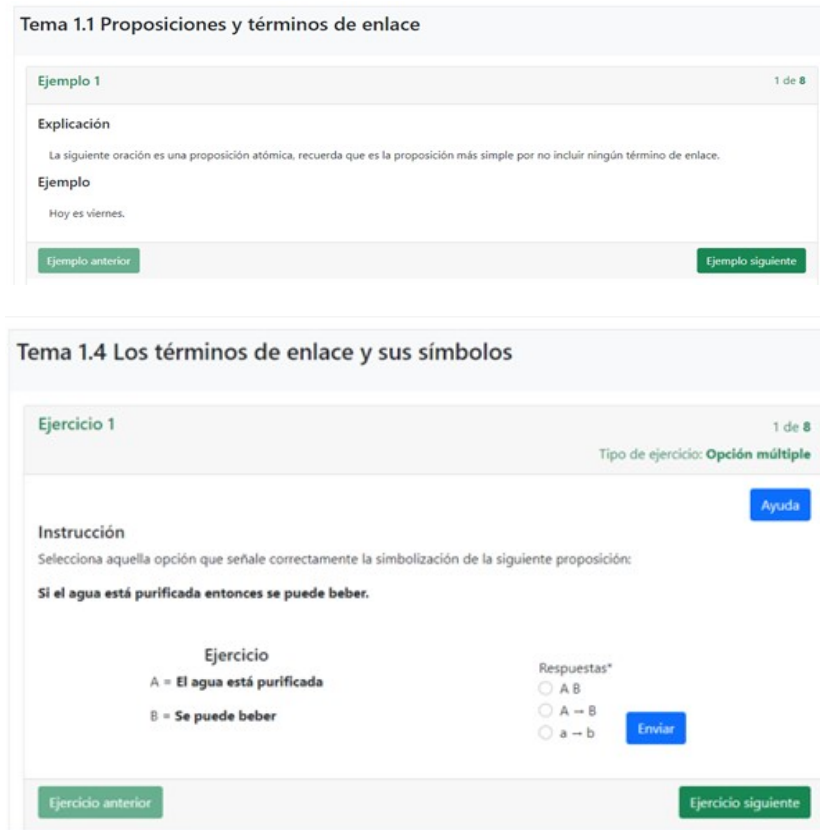 Tema 1.1 Proposiciones y términos de enlace
Ejemplo 1
1 de 8
Explicación
La siguiente oración es una proposición atómica, recuerda que es la proposición más simple por no incluir ningún término de enlace.
Ejemplo
Hoy es viernes.
Ejemplo anterior
Ejemplo siguiente
Tema 1.4 Los términos de enlace y sus símbolos
Ejercicio 1
1 de 8
Tipo de ejercicio: Opción múltiple
Ayuda
Instrucción
Selecciona aquella opción que señale correctamente la simbolización de la siguiente proposición:
Si el agua está purificada entonces se puede beber.
Ejercicio
A = El agua está purificada
B = Se puede beber
Respuestas*
A B
A → B
a → b
Enviar
Ejercicio anterior
Ejercicio siguiente